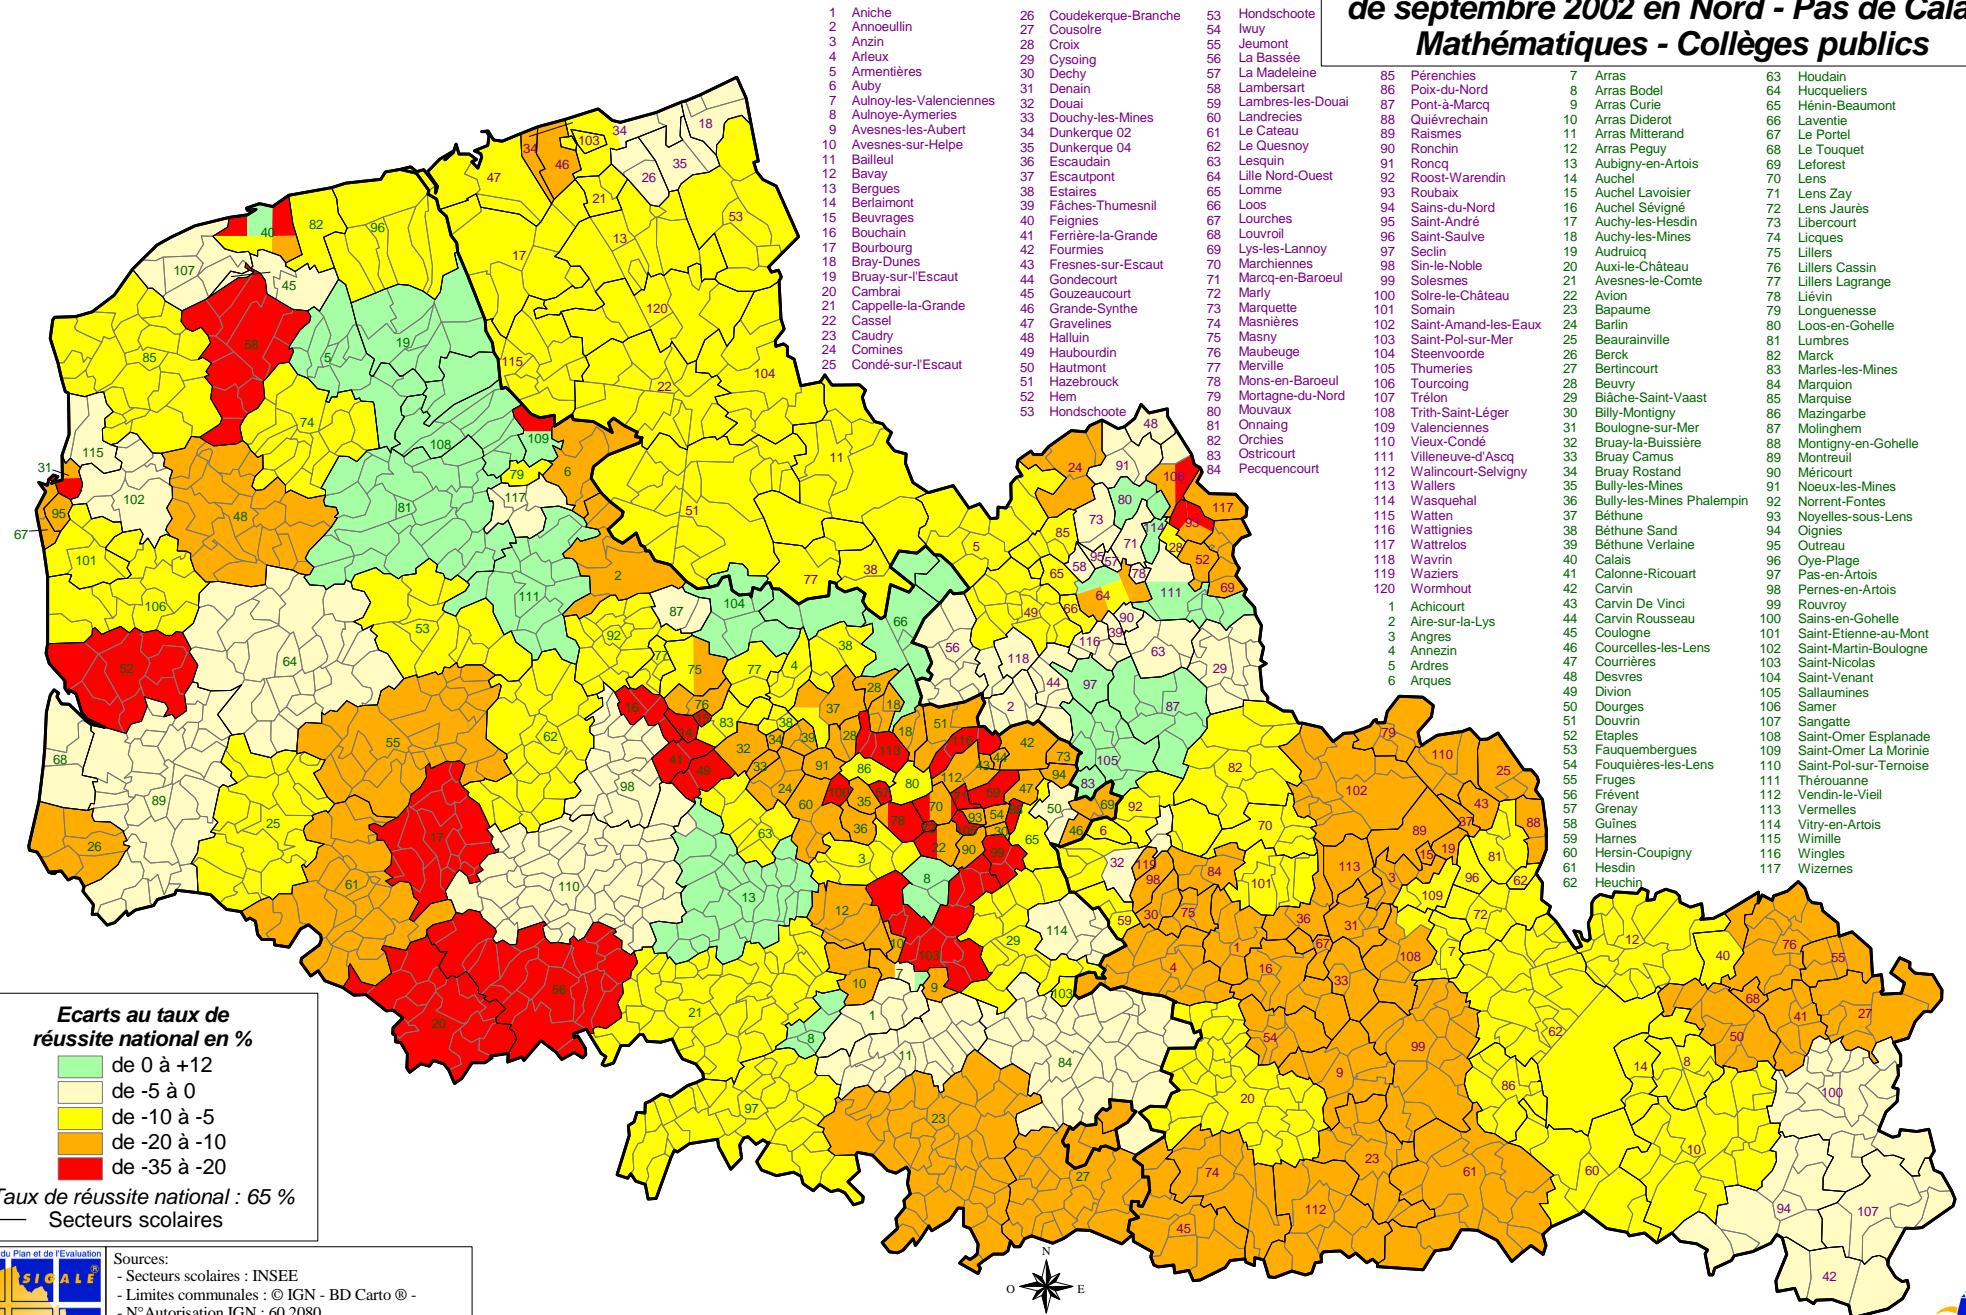 de septembre 2002 en Nord - Pas de Cala
Mathématiques - Collèges publics
1 Aniche
2 Annoeullin
3 Anzin
4 Arleux
5 Armentières
6 Auby
7 Aulnoy-les-Valenciennes
8 Aulnoye-Aymeries
9 Avesnes-les-Aubert
10 Avesnes-sur-Helpe
11 Bailleul
12 Bavay
13 Bergues
14 Berlaimont
15 Beuvrages
16 Bouchain
17 Bourbourg
18 Bray-Dunes
19 Bruay-sur-l'Escaut
20 Cambrai
21 Cappelle-la-Grande
22 Cassel
23 Caudry
24 Comines
25 Condé-sur-l'Escaut
26 Coudekerque-Branche
27 Cousolre
28 Croix
29 Cysoing
30 Dechy
31 Denain
32 Douai
33 Douchy-les-Mines
34 Dunkerque 02
35 Dunkerque 04
36 Escaudain
37 Escautpont
38 Estaires
39 Fâches-Thumesnil
40 Feignies
41 Ferrière-la-Grande
42 Fourmies
43 Fresnes-sur-Escaut
44 Gondecourt
45 Gouzeaucourt
46 Grande-Synthe
47 Gravelines
48 Halluin
49 Haubourdin
50 Hautmont
51 Hazebrouck
52 Hem
53 Hondschoote
53 Hondschoote
54 Iwuy
55 Jeumont
56 La Bassée
57 La Madeleine
58 Lambersart
59 Lambres-les-Douai
60 Landrecies
61 Le Cateau
62 Le Quesnoy
63 Lesquin
64 Lille Nord-Ouest
65 Lomme
66 Loos
67 Lourches
68 Louvroil
69 Lys-les-Lannoy
70 Marchiennes
71 Marcq-en-Baroeul
72 Marly
73 Marquette
74 Masnières
75 Masny
76 Maubeuge
77 Merville
78 Mons-en-Baroeul
79 Mortagne-du-Nord
80 Mouvaux
81 Onnaing
82 Orchies
83 Ostricourt
84 Pecquencourt
85 Pérenchies
86 Poix-du-Nord
87 Pont-à-Marcq
88 Quiévrechain
89 Raismes
90 Ronchin
91 Roncq
92 Roost-Warendin
93 Roubaix
94 Sains-du-Nord
95 Saint-André
96 Saint-Saulve
97 Seclin
98 Sin-le-Noble
99 Solesmes
100 Solre-le-Château
101 Somain
102 Saint-Amand-les-Eaux
103 Saint-Pol-sur-Mer
104 Steenvoorde
105 Thumeries
106 Tourcoing
107 Trélon
108 Trith-Saint-Léger
109 Valenciennes
110 Vieux-Condé
111 Villeneuve-d'Ascq
112 Walincourt-Selvigny
113 Wallers
114 Wasquehal
115 Watten
116 Wattignies
117 Wattrelos
118 Wavrin
119 Waziers
120 Wormhout
1 Achicourt
2 Aire-sur-la-Lys
3 Angres
4 Annezin
5 Ardres
6 Arques
7 Arras
8 Arras Bodel
9 Arras Curie
10 Arras Diderot
11 Arras Mitterand
12 Arras Peguy
13 Aubigny-en-Artois
14 Auchel
15 Auchel Lavoisier
16 Auchel Sévigné
17 Auchy-les-Hesdin
18 Auchy-les-Mines
19 Audruicq
20 Auxi-le-Château
21 Avesnes-le-Comte
22 Avion
23 Bapaume
24 Barlin
25 Beaurainville
26 Berck
27 Bertincourt
28 Beuvry
29 Biâche-Saint-Vaast
30 Billy-Montigny
31 Boulogne-sur-Mer
32 Bruay-la-Buissière
33 Bruay Camus
34 Bruay Rostand
35 Bully-les-Mines
36 Bully-les-Mines Phalempin
37 Béthune
38 Béthune Sand
39 Béthune Verlaine
40 Calais
41 Calonne-Ricouart
42 Carvin
43 Carvin De Vinci
44 Carvin Rousseau
45 Coulogne
46 Courcelles-les-Lens
47 Courrières
48 Desvres
49 Divion
50 Dourges
51 Douvrin
52 Etaples
53 Fauquembergues
54 Fouquières-les-Lens
55 Fruges
56 Frévent
57 Grenay
58 Guînes
59 Harnes
60 Hersin-Coupigny
61 Hesdin
62 Heuchin
63 Houdain
64 Hucqueliers
65 Hénin-Beaumont
66 Laventie
67 Le Portel
68 Le Touquet
69 Leforest
70 Lens
71 Lens Zay
72 Lens Jaurès
73 Libercourt
74 Licques
75 Lillers
76 Lillers Cassin
77 Lillers Lagrange
78 Liévin
79 Longuenesse
80 Loos-en-Gohelle
81 Lumbres
82 Marck
83 Marles-les-Mines
84 Marquion
85 Marquise
86 Mazingarbe
87 Molinghem
88 Montigny-en-Gohelle
89 Montreuil
90 Méricourt
91 Noeux-les-Mines
92 Norrent-Fontes
93 Noyelles-sous-Lens
94 Oignies
95 Outreau
96 Oye-Plage
97 Pas-en-Artois
98 Pernes-en-Artois
99 Rouvroy
100 Sains-en-Gohelle
101 Saint-Etienne-au-Mont
102 Saint-Martin-Boulogne
103 Saint-Nicolas
104 Saint-Venant
105 Sallaumines
106 Samer
107 Sangatte
108 Saint-Omer Esplanade
109 Saint-Omer La Morinie
110 Saint-Pol-sur-Ternoise
111 Thérouanne
112 Vendin-le-Vieil
113 Vermelles
114 Vitry-en-Artois
115 Wimille
116 Wingles
117 Wizernes
Ecarts au taux de
réussite national en %
de 0 à +12
de -5 à 0
de -10 à -5
de -20 à -10
de -35 à -20
Taux de réussite national : 65 %
Secteurs scolaires
du Plan et de l'Evaluation
SIGALE®
Sources:
- Secteurs scolaires : INSEE
- Limites communales : © IGN - BD Carto ® -
- N°Autorisation IGN : 60.2080
N
O
E